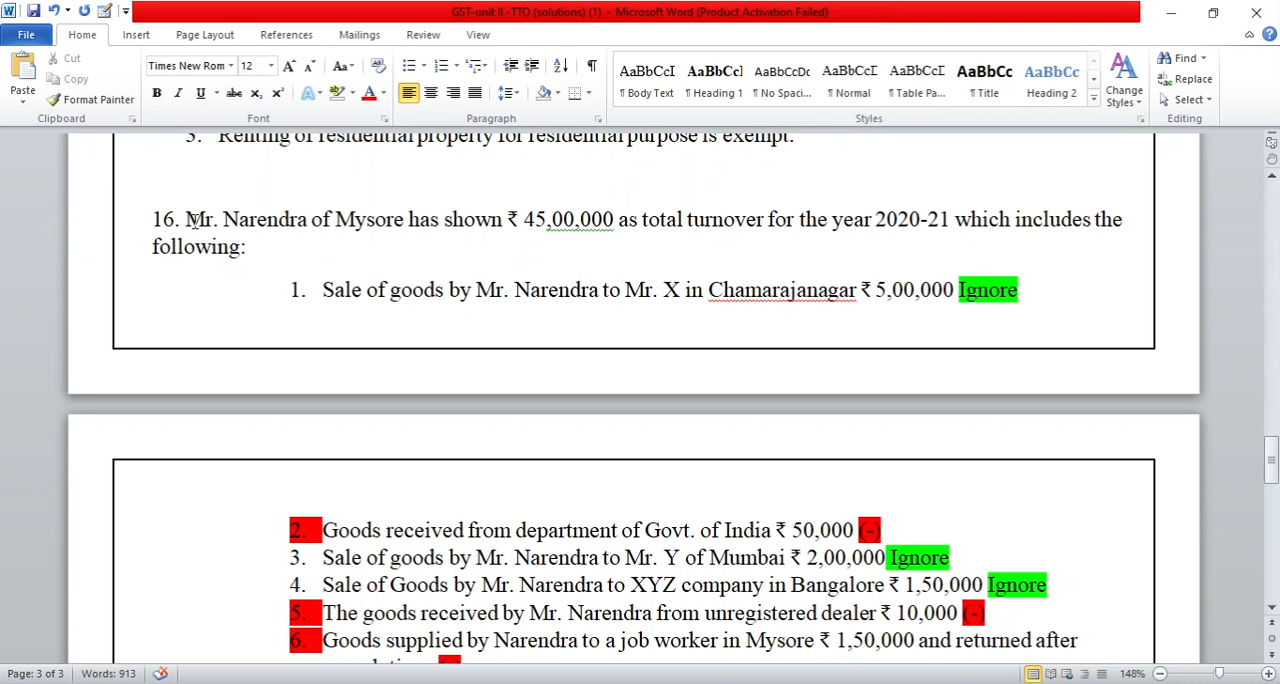 GST-unit II -TTO (solutions) (1) - Microsoft Word (Product Activation Failed)
File Home Insert Page Layout References Mailings Review View
Paste Cut Copy Format Painter
Times New Rom 12
AaBbCcI AaBbCcI AaBbCcDc AaBbCcD AaBbCcD AaBbCc AaBbCc
¶ Body Text ¶ Heading 1 ¶ No Spaci... ¶ Normal ¶ Table Pa... ¶ Title Heading 2
Change Styles
Find Replace Select
Clipboard Font Paragraph Styles Editing
Renting of residential property for residential purpose is exempt.
16. Mr. Narendra of Mysore has shown ₹ 45,00,000 as total turnover for the year 2020-21 which includes the
following:
1. Sale of goods by Mr. Narendra to Mr. X in Chamarajanagar ₹ 5,00,000 Ignore
2. Goods received from department of Govt. of India ₹ 50,000 (-)
3. Sale of goods by Mr. Narendra to Mr. Y of Mumbai ₹ 2,00,000 Ignore
4. Sale of Goods by Mr. Narendra to XYZ company in Bangalore ₹ 1,50,000 Ignore
5. The goods received by Mr. Narendra from unregistered dealer ₹ 10,000 (-)
6. Goods supplied by Narendra to a job worker in Mysore ₹ 1,50,000 and returned after
Page: 3 of 3 Words: 913 148%